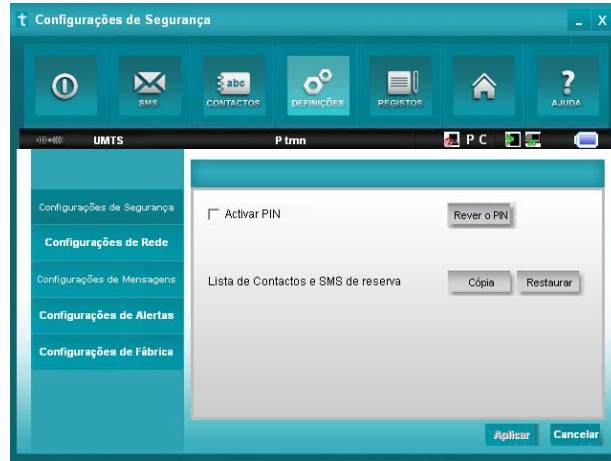 t Configurações de Segurança
- X
abc
SMS
CONTACTOS
DEFINIÇÕES
REGISTOS
?
AJUDA
UMTS
P tmn
P C
Configurações de Segurança
Activar PIN
Rever o PIN
Configurações de Rede
Configurações de Mensagens
Lista de Contactos e SMS de reserva
Cópia
Restaurar
Configurações de Alertas
Configurações de Fábrica
Aplicar
Cancelar